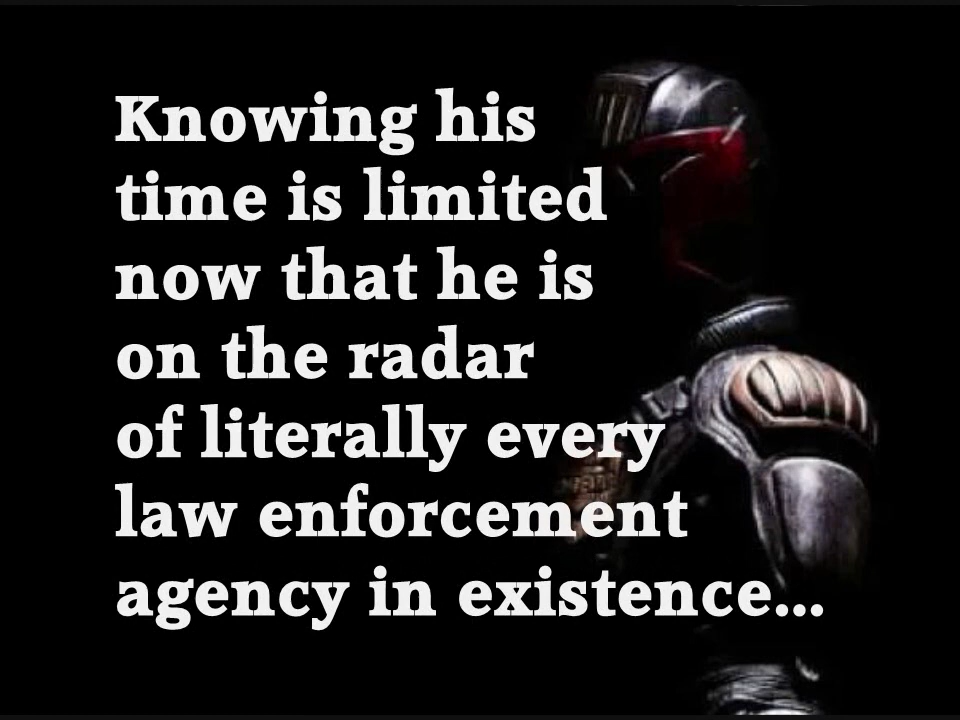 Knowing his
time is limited
now that he is
on the radar
of literally every
law enforcement
agency in existence...